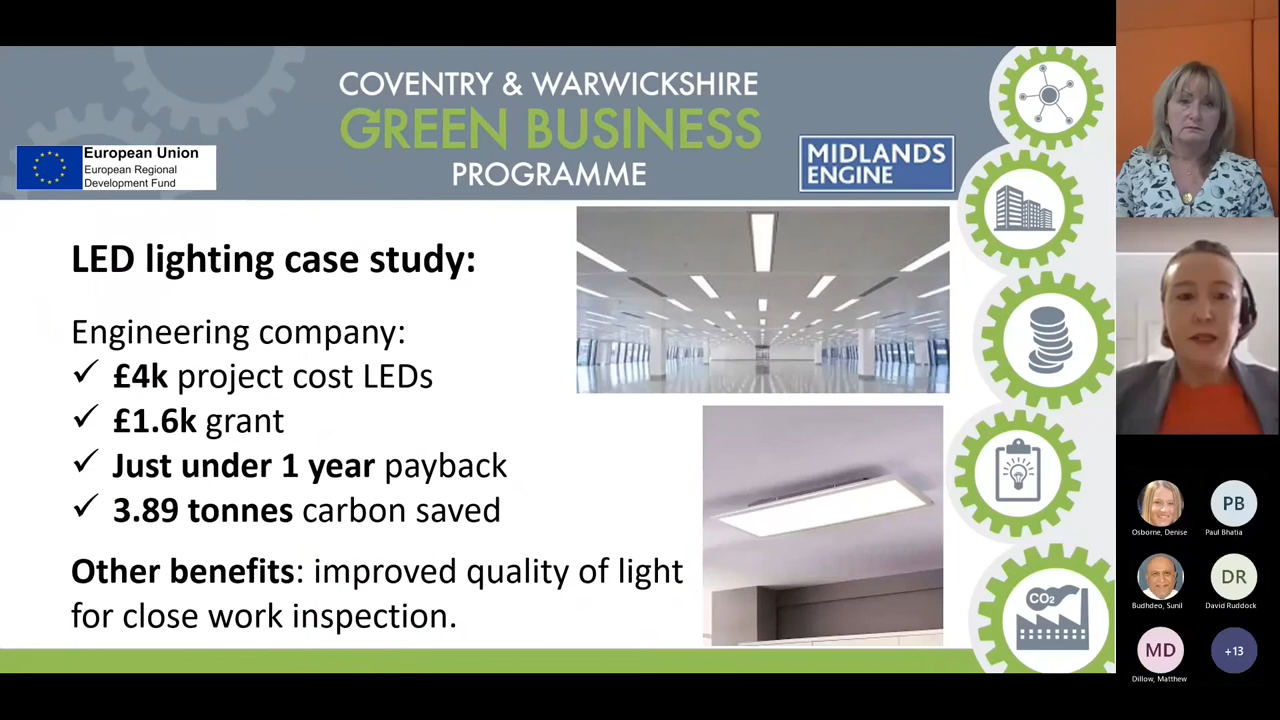 COVENTRY & WARWICKSHIRE
GREEN BUSINESS
PROGRAMME
European Union
European Regional
Development Fund
MIDLANDS
ENGINE
LED lighting case study:
Engineering company:
✓ £4k project cost LEDs
✓ £1.6k grant
✓ Just under 1 year payback
✓ 3.89 tonnes carbon saved
Other benefits: improved quality of light
for close work inspection.
CO2
PB
Osborne, Denise
Paul Bhatia
DR
Budhdeo, Sunil
David Ruddock
MD
+13
Dillow, Matthew